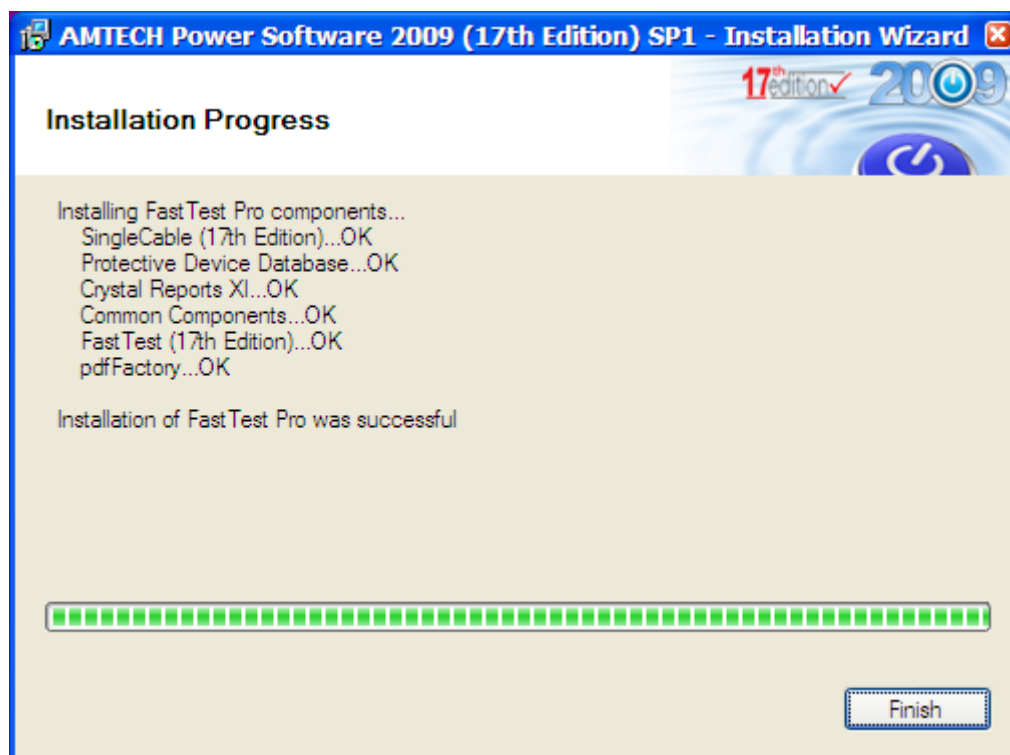 AMTECH Power Software 2009 (17th Edition) SP1 - Installation Wizard
17th edition 2009
Installation Progress
Installing FastTest Pro components...
SingleCable (17th Edition)...OK
Protective Device Database...OK
Crystal Reports XI...OK
Common Components...OK
FastTest (17th Edition)...OK
pdfFactory...OK
Installation of FastTest Pro was successful
Finish